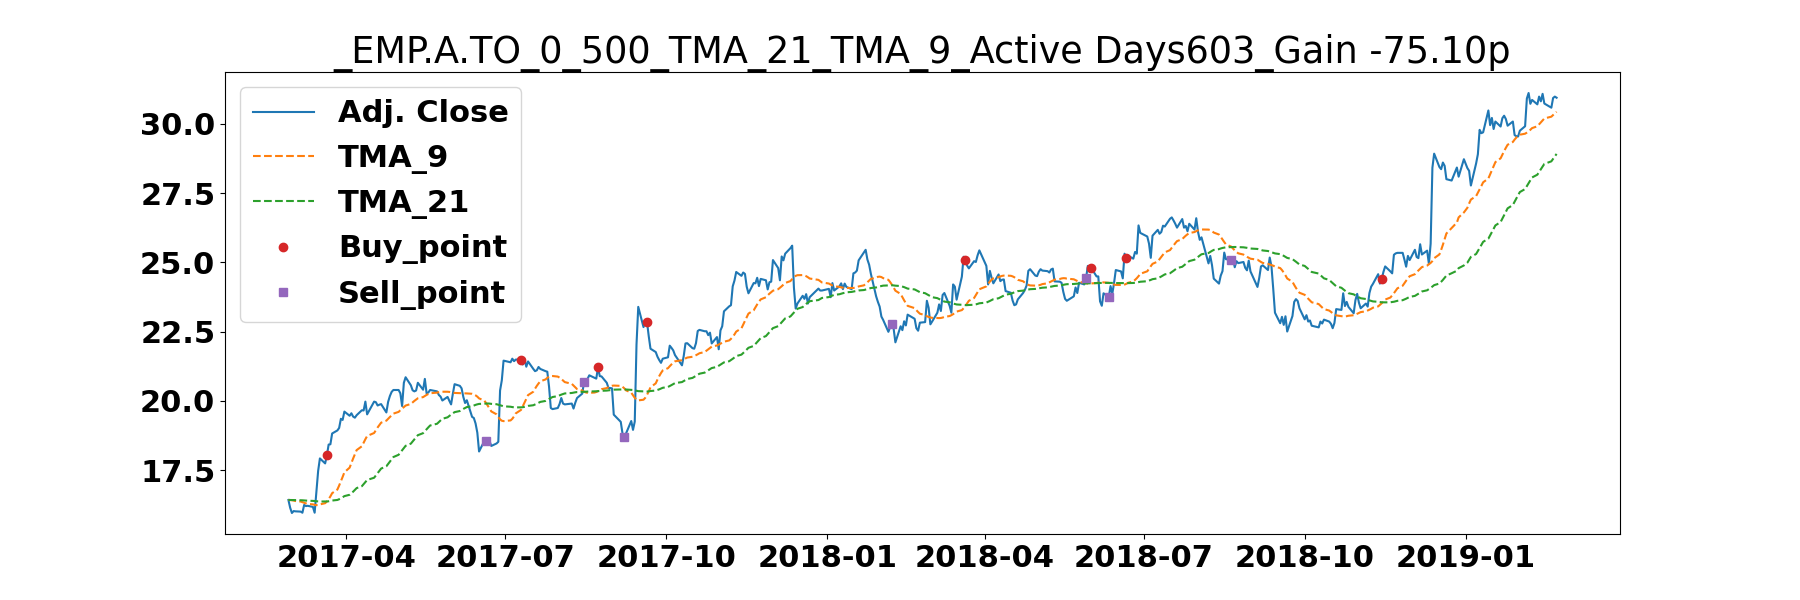 _EMP.A.TO_0_500_TMA_21_TMA_9_Active Days603_Gain -75.10p
Adj. Close
TMA_9
TMA_21
Buy_point
Sell_point
30.0
27.5
25.0
22.5
20.0
17.5
2017-04 2017-07 2017-10 2018-01 2018-04 2018-07 2018-10 2019-01